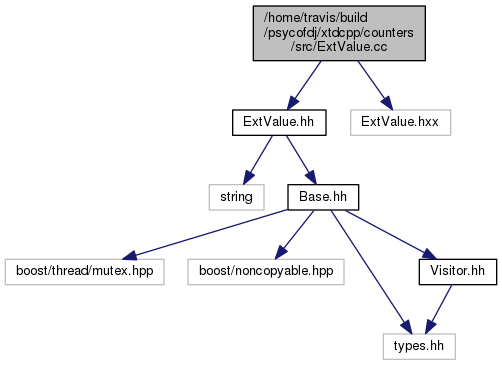 /home/travis/build
/psycofdj/xtdcpp/counters
/src/ExtValue.cc
ExtValue.hh
ExtValue.hxx
string
Base.hh
boost/thread/mutex.hpp
boost/noncopyable.hpp
Visitor.hh
types.hh